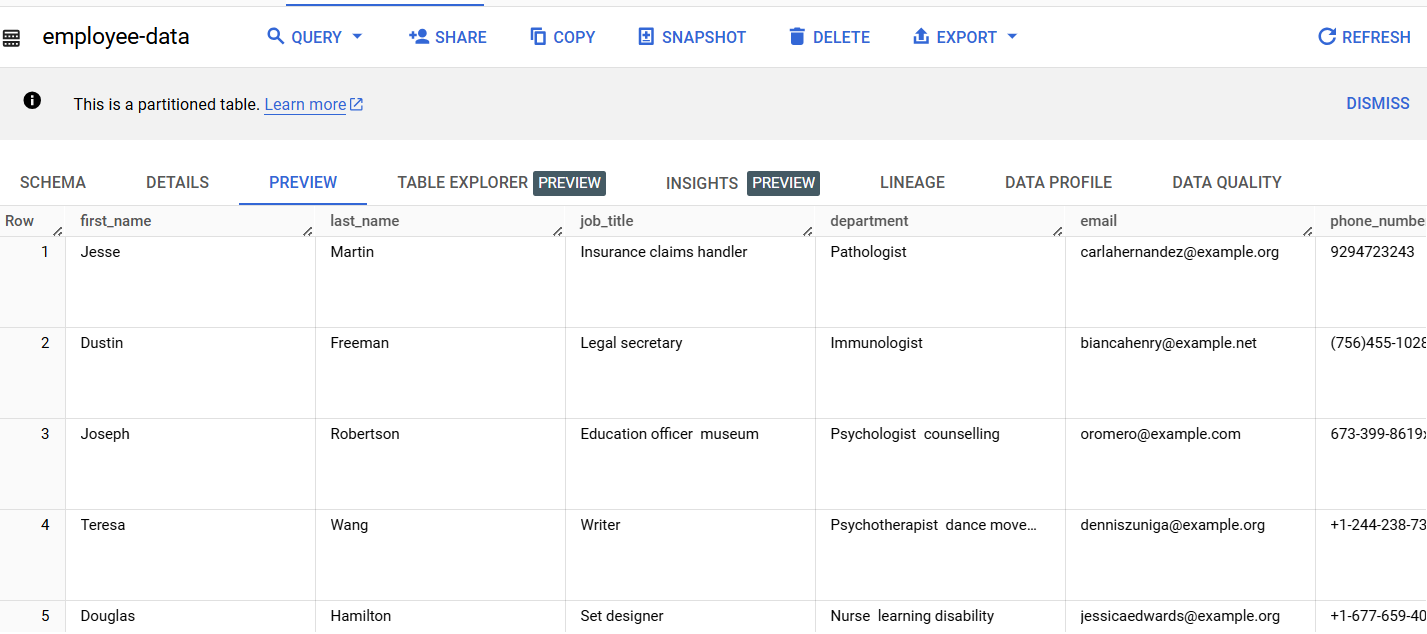 employee-data QUERY SHARE COPY SNAPSHOT DELETE EXPORT REFRESH
This is a partitioned table. Learn more DISMISS
SCHEMA DETAILS PREVIEW TABLE EXPLORER PREVIEW INSIGHTS PREVIEW LINEAGE DATA PROFILE DATA QUALITY
Row first_name last_name job_title department email phone_numbe
1 Jesse Martin Insurance claims handler Pathologist carlahernandez@example.org 9294723243
2 Dustin Freeman Legal secretary Immunologist biancahenry@example.net (756)455-1028
3 Joseph Robertson Education officer museum Psychologist counselling oromero@example.com 673-399-8619x
4 Teresa Wang Writer Psychotherapist dance move... denniszuniga@example.org +1-244-238-73
5 Douglas Hamilton Set designer Nurse learning disability jessicaedwards@example.org +1-677-659-40